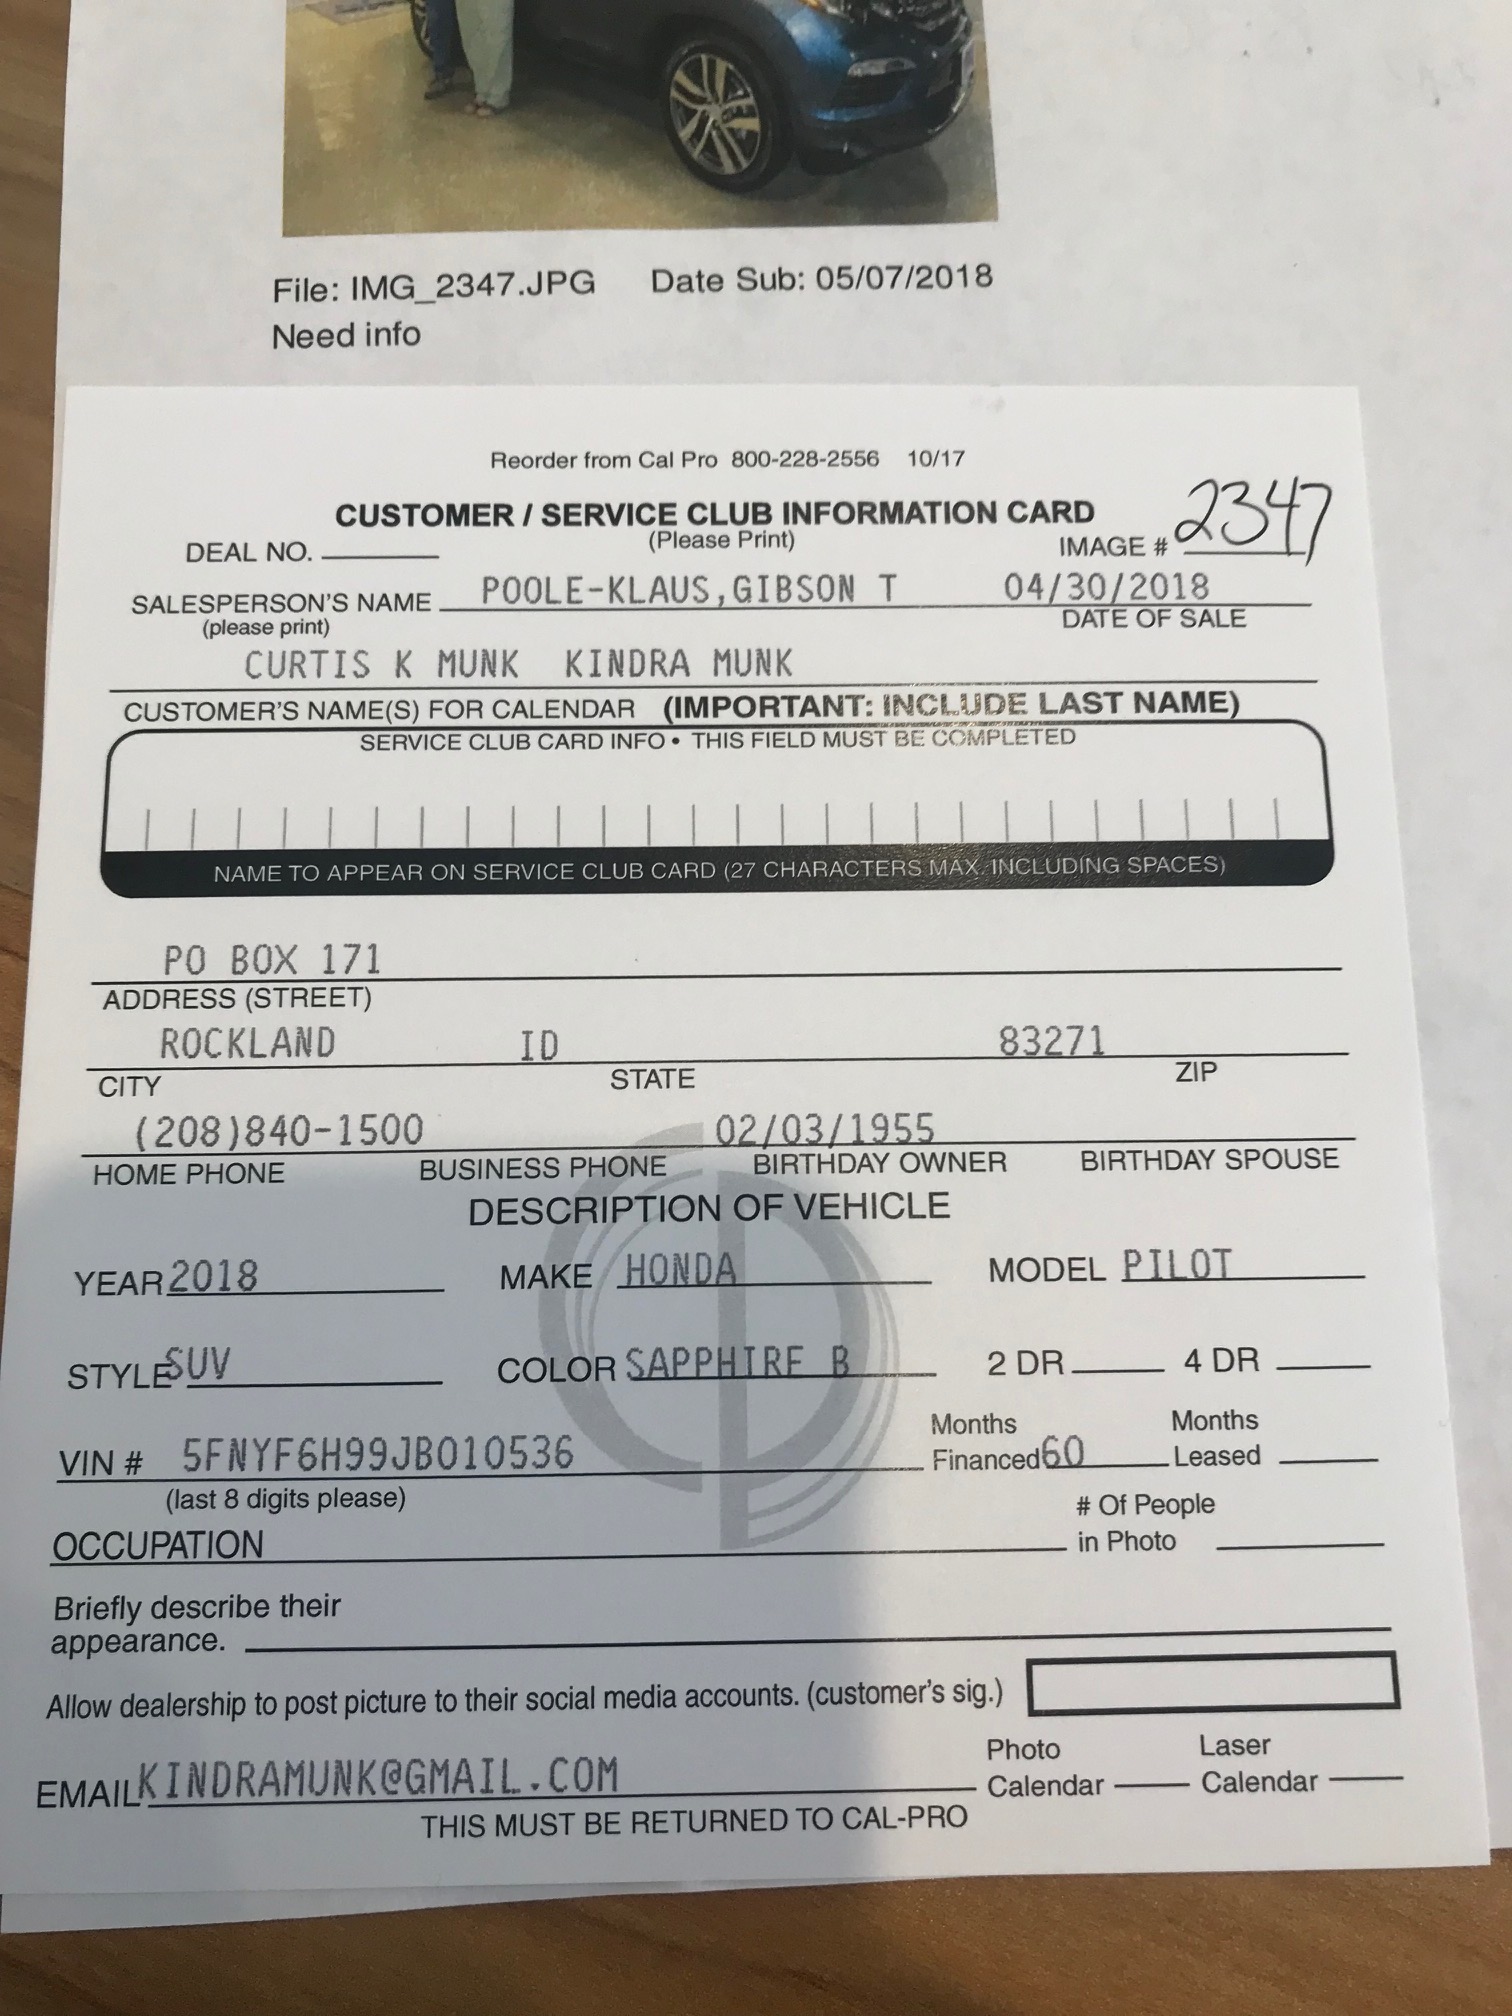 File: IMG_2347.JPG Date Sub: 05/07/2018
Need info
Reorder from Cal Pro 800-228-2556 10/17
CUSTOMER / SERVICE CLUB INFORMATION CARD
(Please Print)
DEAL NO. IMAGE # 2347
SALESPERSON'S NAME POOLE-KLAUS,GIBSON T 04/30/2018
(please print) DATE OF SALE
CURTIS K MUNK KINDRA MUNK
CUSTOMER'S NAME(S) FOR CALENDAR (IMPORTANT: INCLUDE LAST NAME)
SERVICE CLUB CARD INFO • THIS FIELD MUST BE COMPLETED
NAME TO APPEAR ON SERVICE CLUB CARD (27 CHARACTERS MAX. INCLUDING SPACES)
PO BOX 171
ADDRESS (STREET)
ROCKLAND ID 83271
CITY STATE ZIP
(208)840-1500 02/03/1955
HOME PHONE BUSINESS PHONE BIRTHDAY OWNER BIRTHDAY SPOUSE
DESCRIPTION OF VEHICLE
YEAR 2018 MAKE HONDA MODEL PILOT
STYLE SUV COLOR SAPPHIRE B 2 DR 4 DR
Months Months
VIN # 5FNYF6H99JB010536 Financed 60 Leased
(last 8 digits please) # Of People
OCCUPATION in Photo
Briefly describe their
appearance.
Allow dealership to post picture to their social media accounts. (customer's sig.)
Photo Laser
EMAIL KINDRAMUNK@GMAIL.COM Calendar Calendar
THIS MUST BE RETURNED TO CAL-PRO